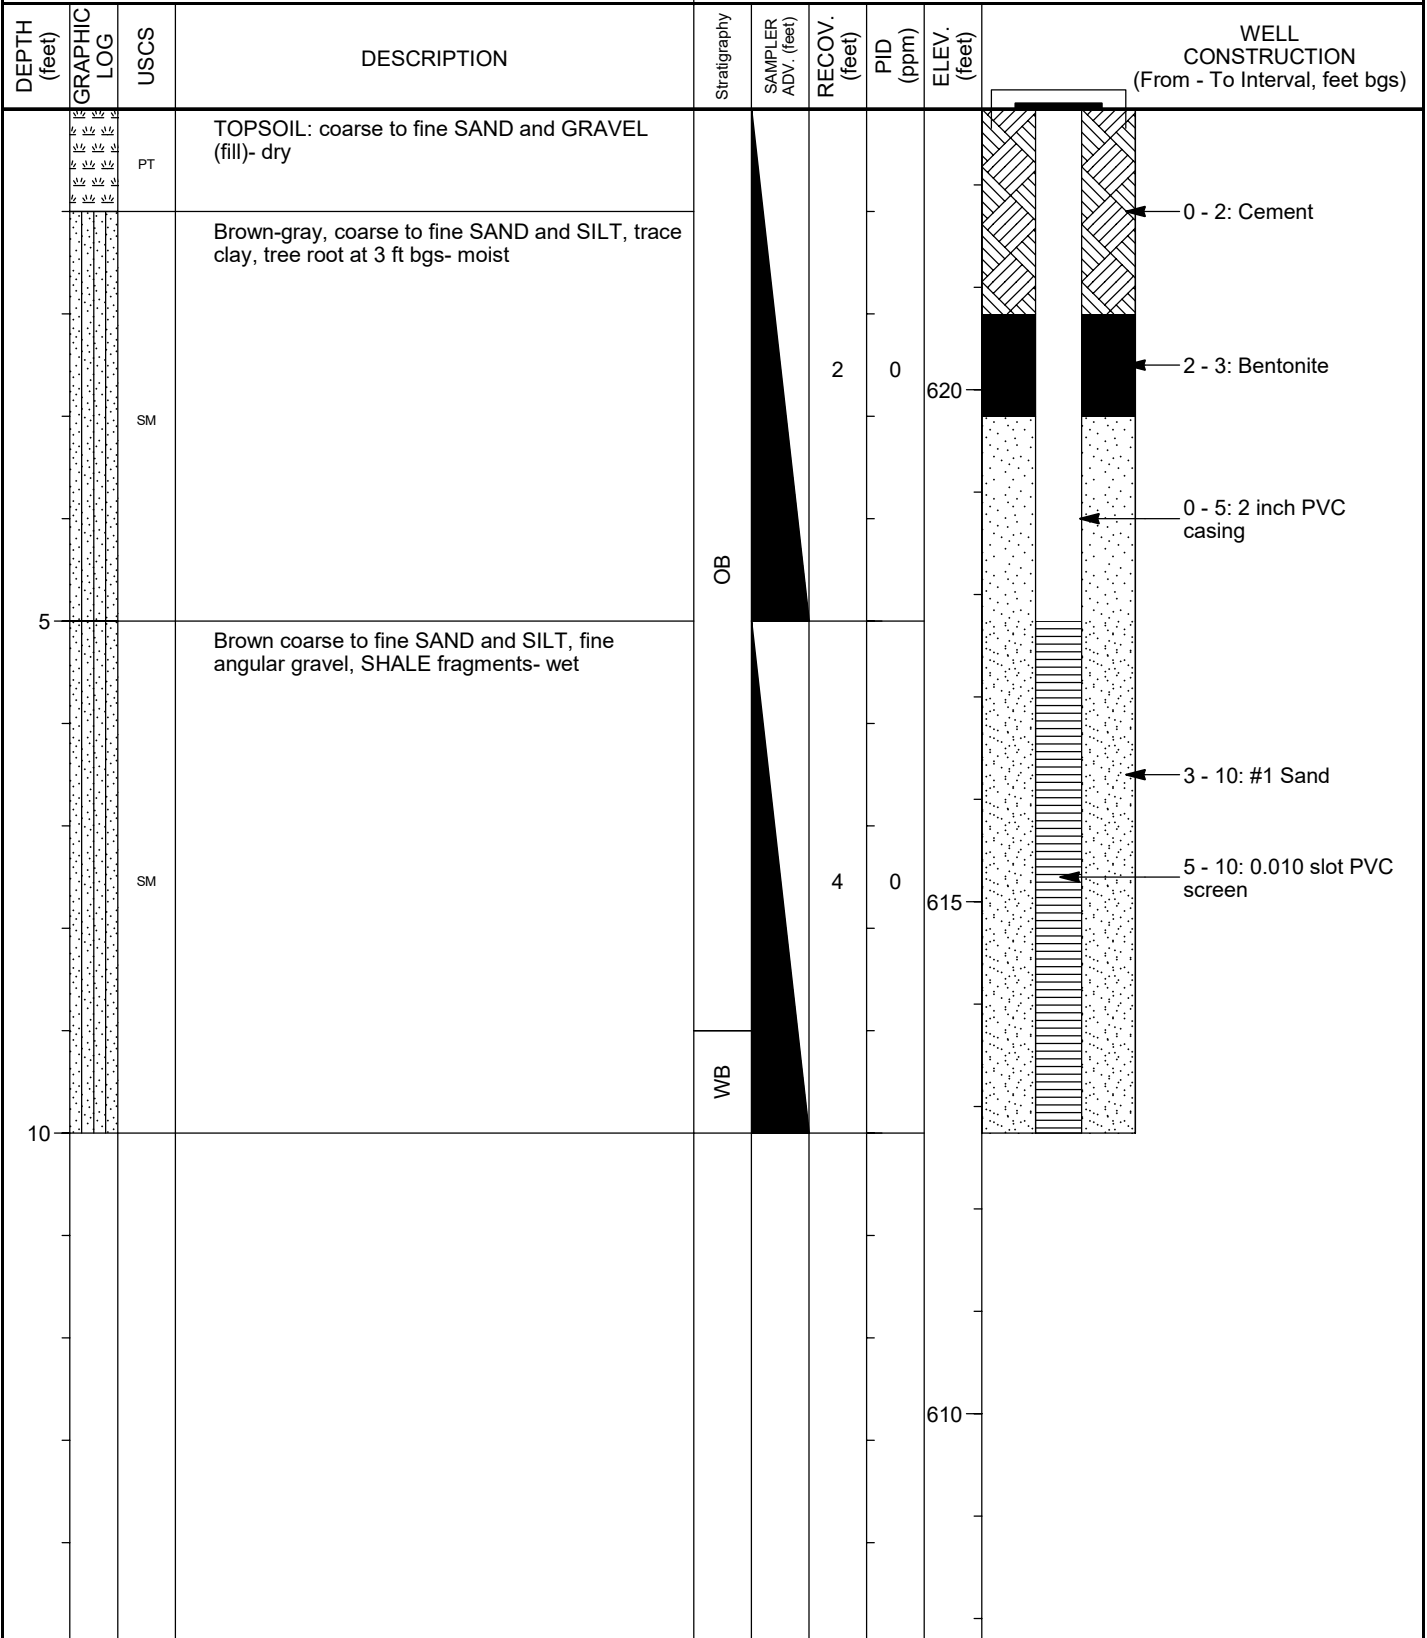 DEPTH
(feet)
GRAPHIC
LOG
USCS
DESCRIPTION
Stratigraphy
SAMPLER
ADV. (feet)
RECOV.
(feet)
PID
(ppm)
ELEV.
(feet)
WELL
CONSTRUCTION
(From - To Interval, feet bgs)
TOPSOIL: coarse to fine SAND and GRAVEL
(fill)- dry
PT
0 - 2: Cement
Brown-gray, coarse to fine SAND and SILT, trace
clay, tree root at 3 ft bgs- moist
2 - 3: Bentonite
2
0
620
SM
0 - 5: 2 inch PVC
casing
OB
5
Brown coarse to fine SAND and SILT, fine
angular gravel, SHALE fragments- wet
3 - 10: #1 Sand
5 - 10: 0.010 slot PVC
screen
SM
4
0
615
WB
10
610